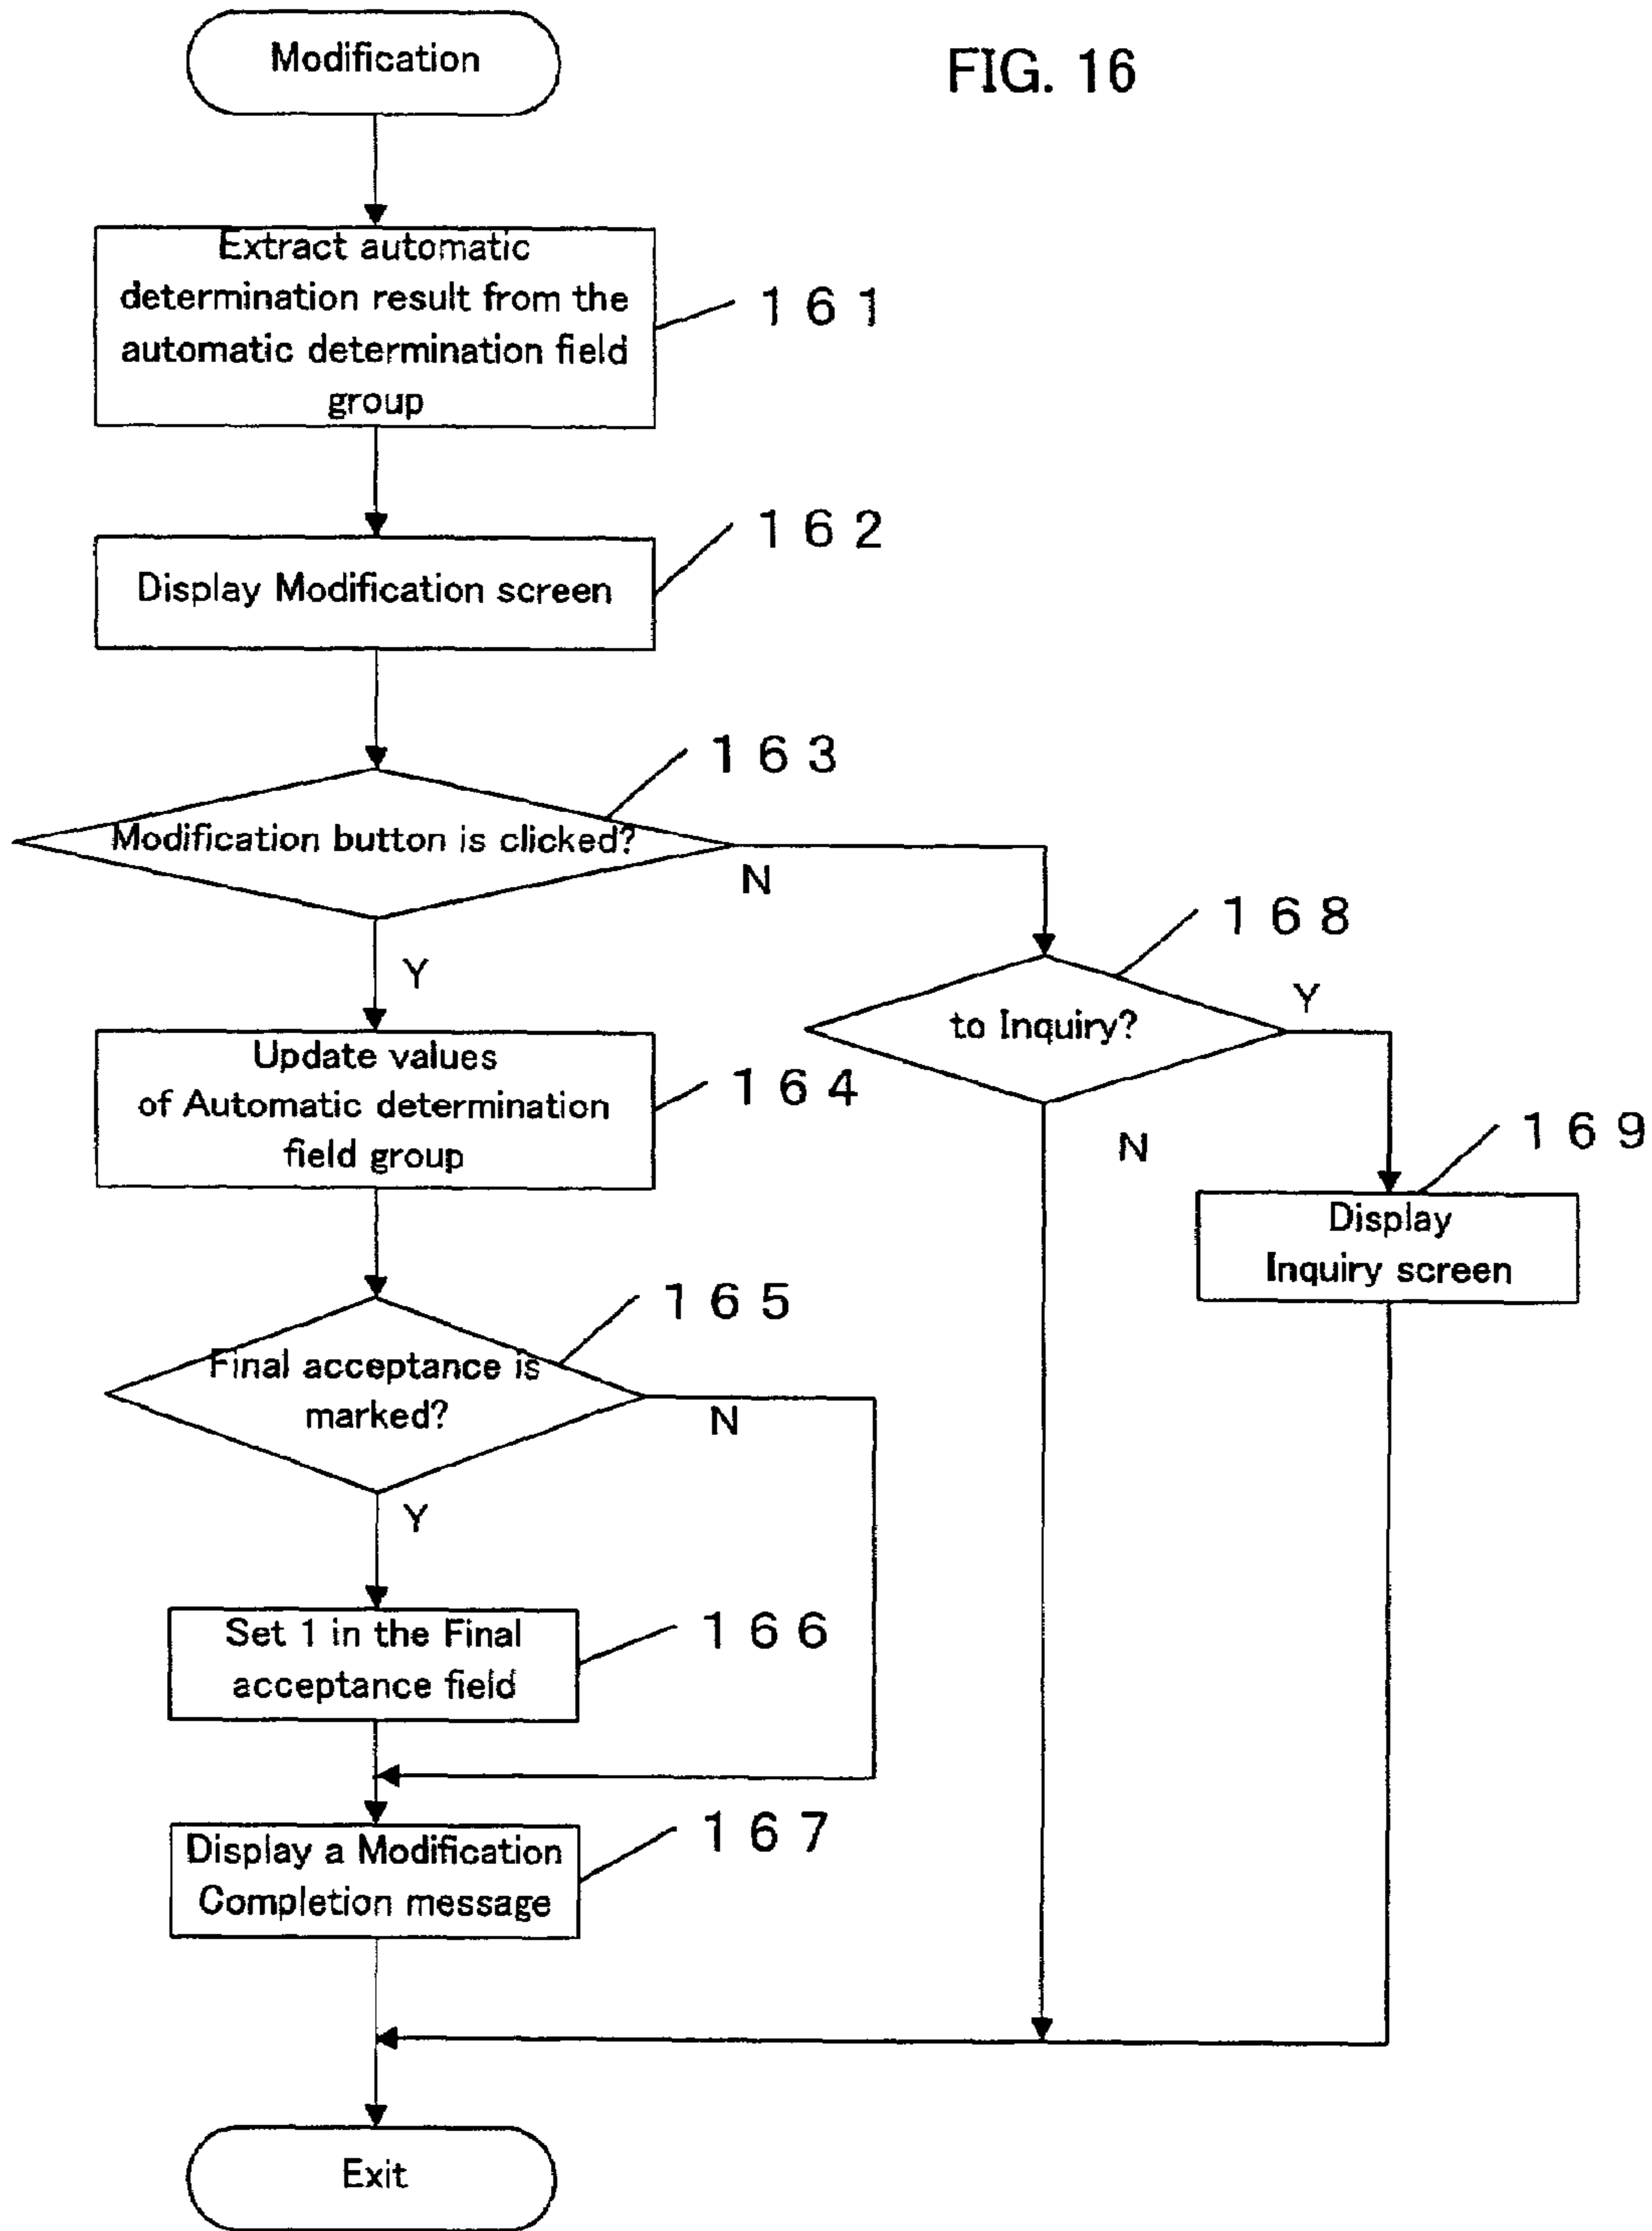 Modification
FIG. 16
Extract automatic
determination result from the
automatic determination field
group
161
162
Display Modification screen
163
Modification button is clicked?
N
Y
168
to Inquiry?
Y
N
Update values
of Automatic determination
field group
164
169
Display
Inquiry screen
165
Final acceptance is
marked?
N
Y
Set 1 in the Final
acceptance field
166
Display a Modification
Completion message
167
Exit